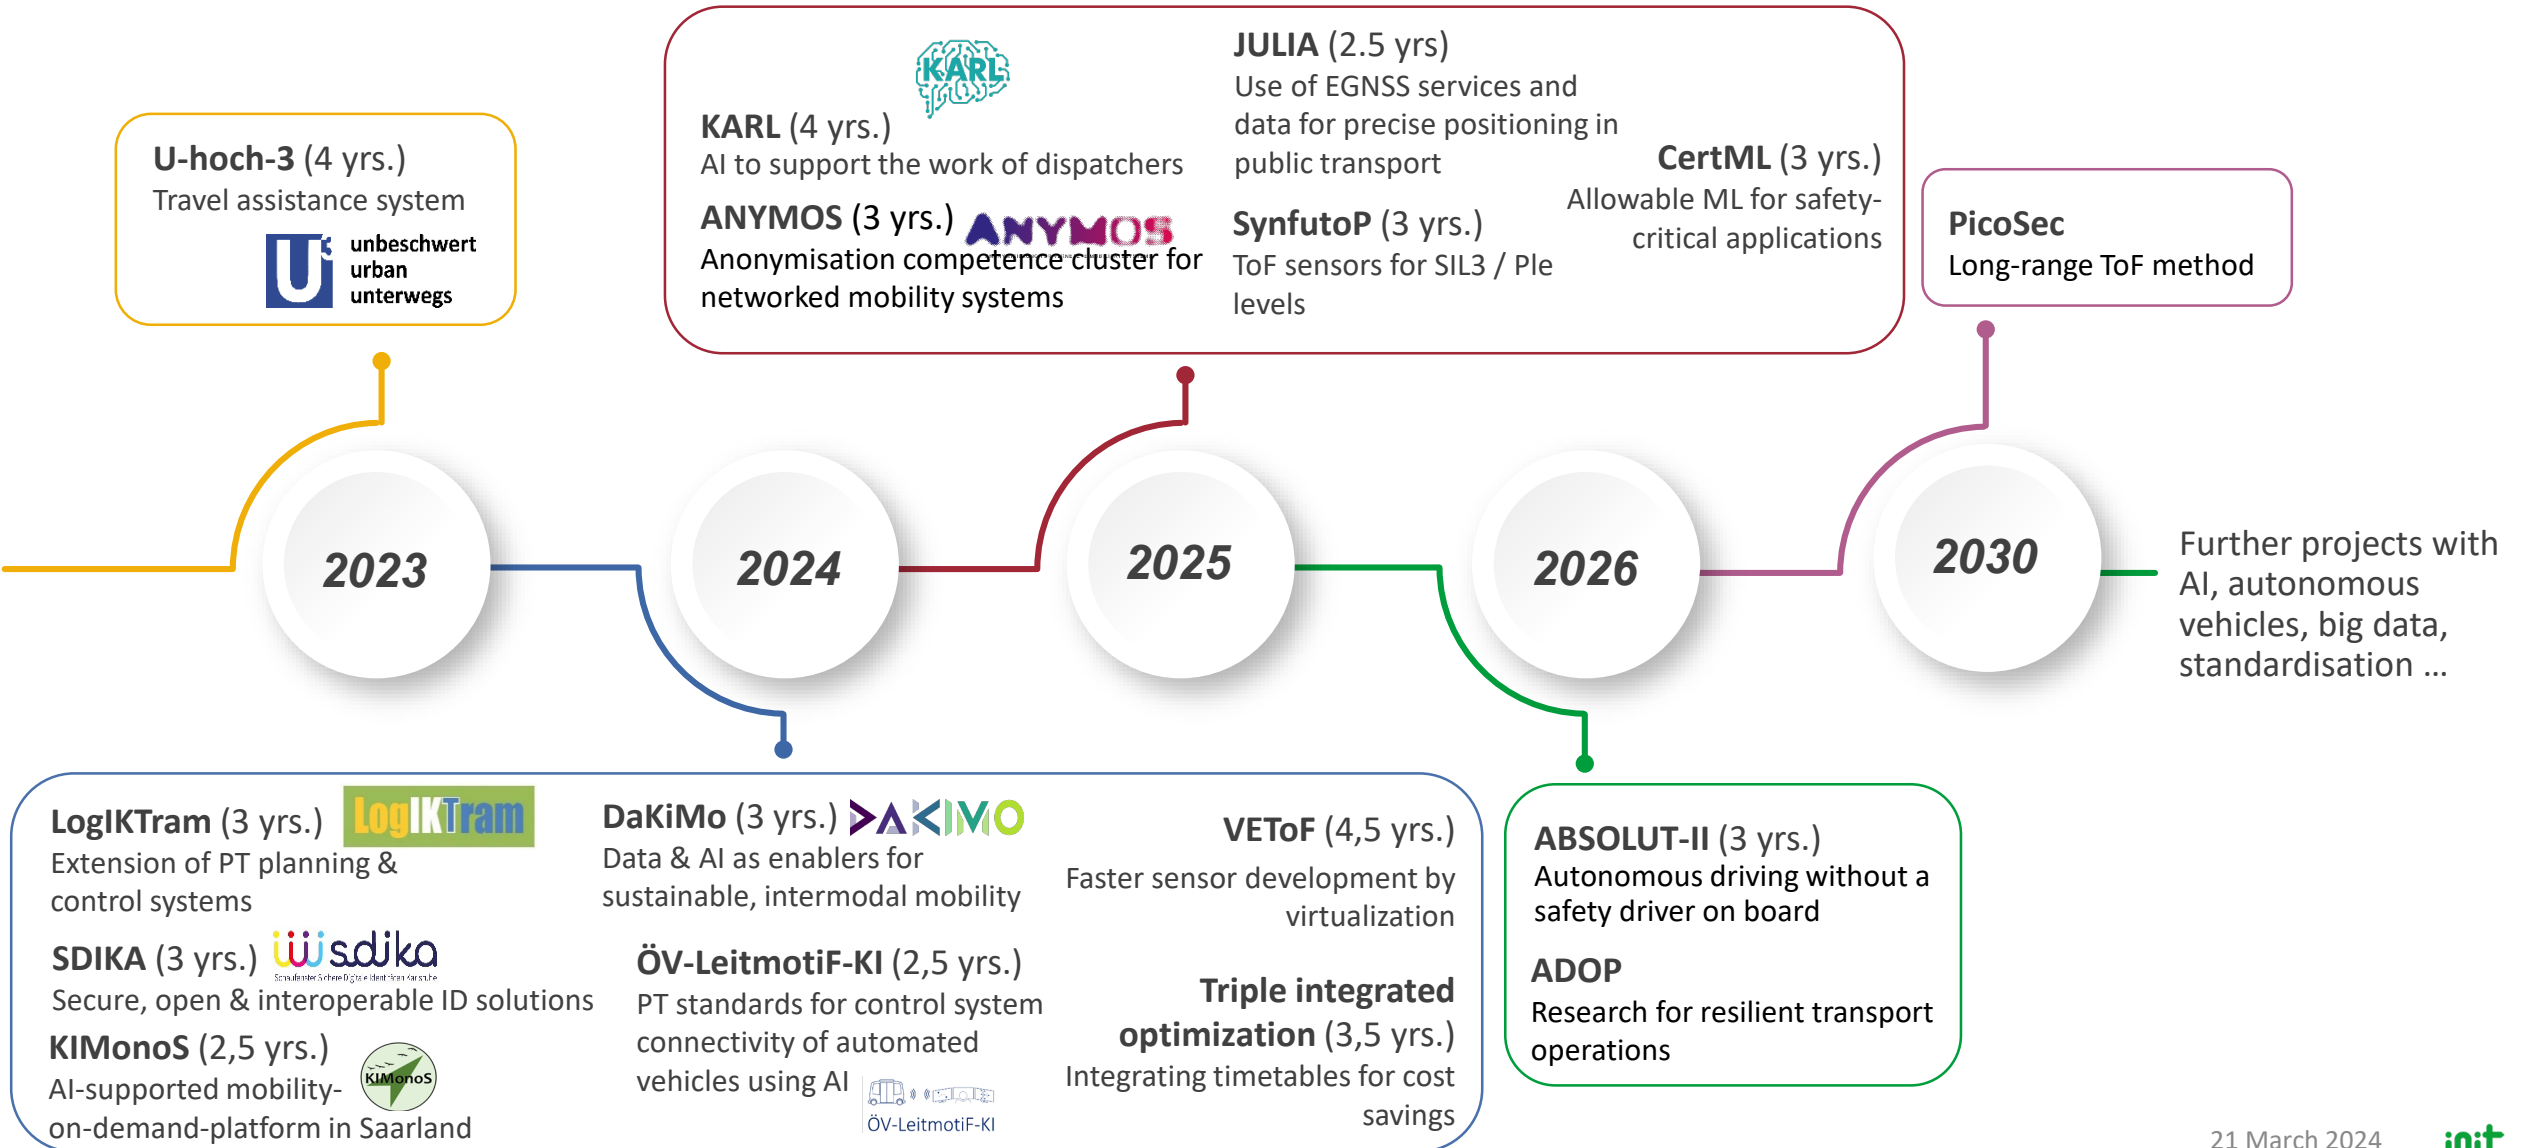 U-hoch-3 (4 yrs.)
Travel assistance system
U3
unbeschwert
urban
unterwegs
KARL
KARL (4 yrs.)
AI to support the work of dispatchers
ANYMOS (3 yrs.)
ANYMOS
Anonymisation competence cluster for
networked mobility systems
JULIA (2.5 yrs)
Use of EGNSS services and
data for precise positioning in
public transport
SynfutoP (3 yrs.)
ToF sensors for SIL3 / Ple
levels
CertML (3 yrs.)
Allowable ML for safety-
critical applications
PicoSec
Long-range ToF method
2023
2024
2025
2026
2030
Further projects with
AI, autonomous
vehicles, big data,
standardisation ...
LogIKTram (3 yrs.)
LogIKTram
Extension of PT planning &
control systems
SDIKA (3 yrs.)
sdika
Schaufenster Sichere Digitale Identitäten Karlsruhe
Secure, open & interoperable ID solutions
KIMonoS (2,5 yrs.)
KIMonoS
AI-supported mobility-
on-demand-platform in Saarland
DaKiMo (3 yrs.)
DAKIMO
Data & AI as enablers for
sustainable, intermodal mobility
ÖV-LeitmotiF-KI (2,5 yrs.)
PT standards for control system
connectivity of automated
vehicles using AI
ÖV-LeitmotiF-KI
VEToF (4,5 yrs.)
Faster sensor development by
virtualization
Triple integrated
optimization (3,5 yrs.)
Integrating timetables for cost
savings
ABSOLUT-II (3 yrs.)
Autonomous driving without a
safety driver on board
ADOP
Research for resilient transport
operations
21 March 2024
init